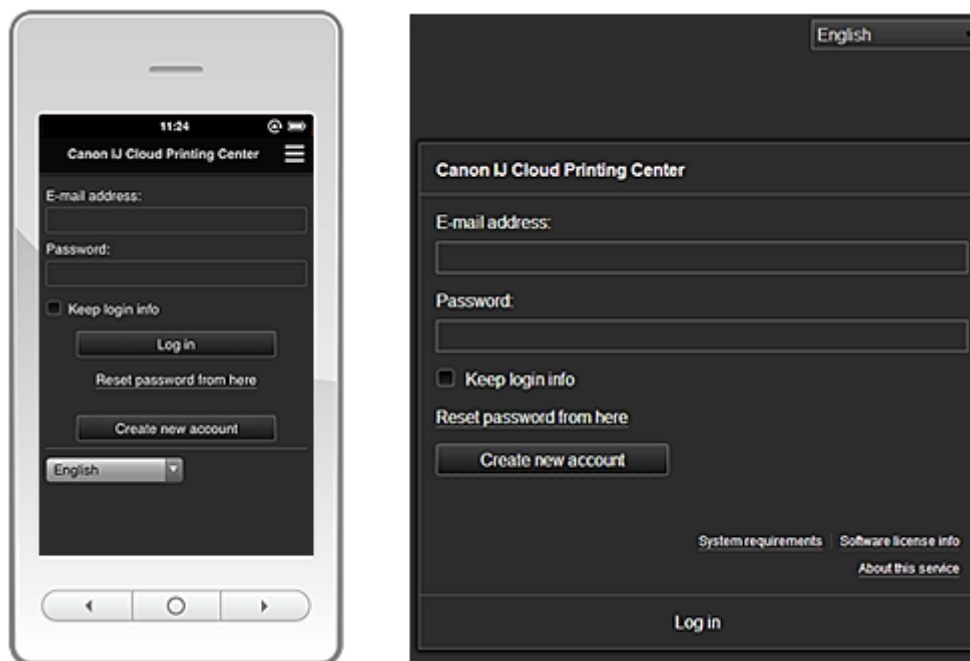 11:24
Canon IJ Cloud Printing Center
E-mail address:
Password:
Keep login info
Log in
Reset password from here
Create new account
English
English
Canon IJ Cloud Printing Center
E-mail address:
Password:
Keep login info
Reset password from here
Create new account
System requirements Software license info
About this service
Log in